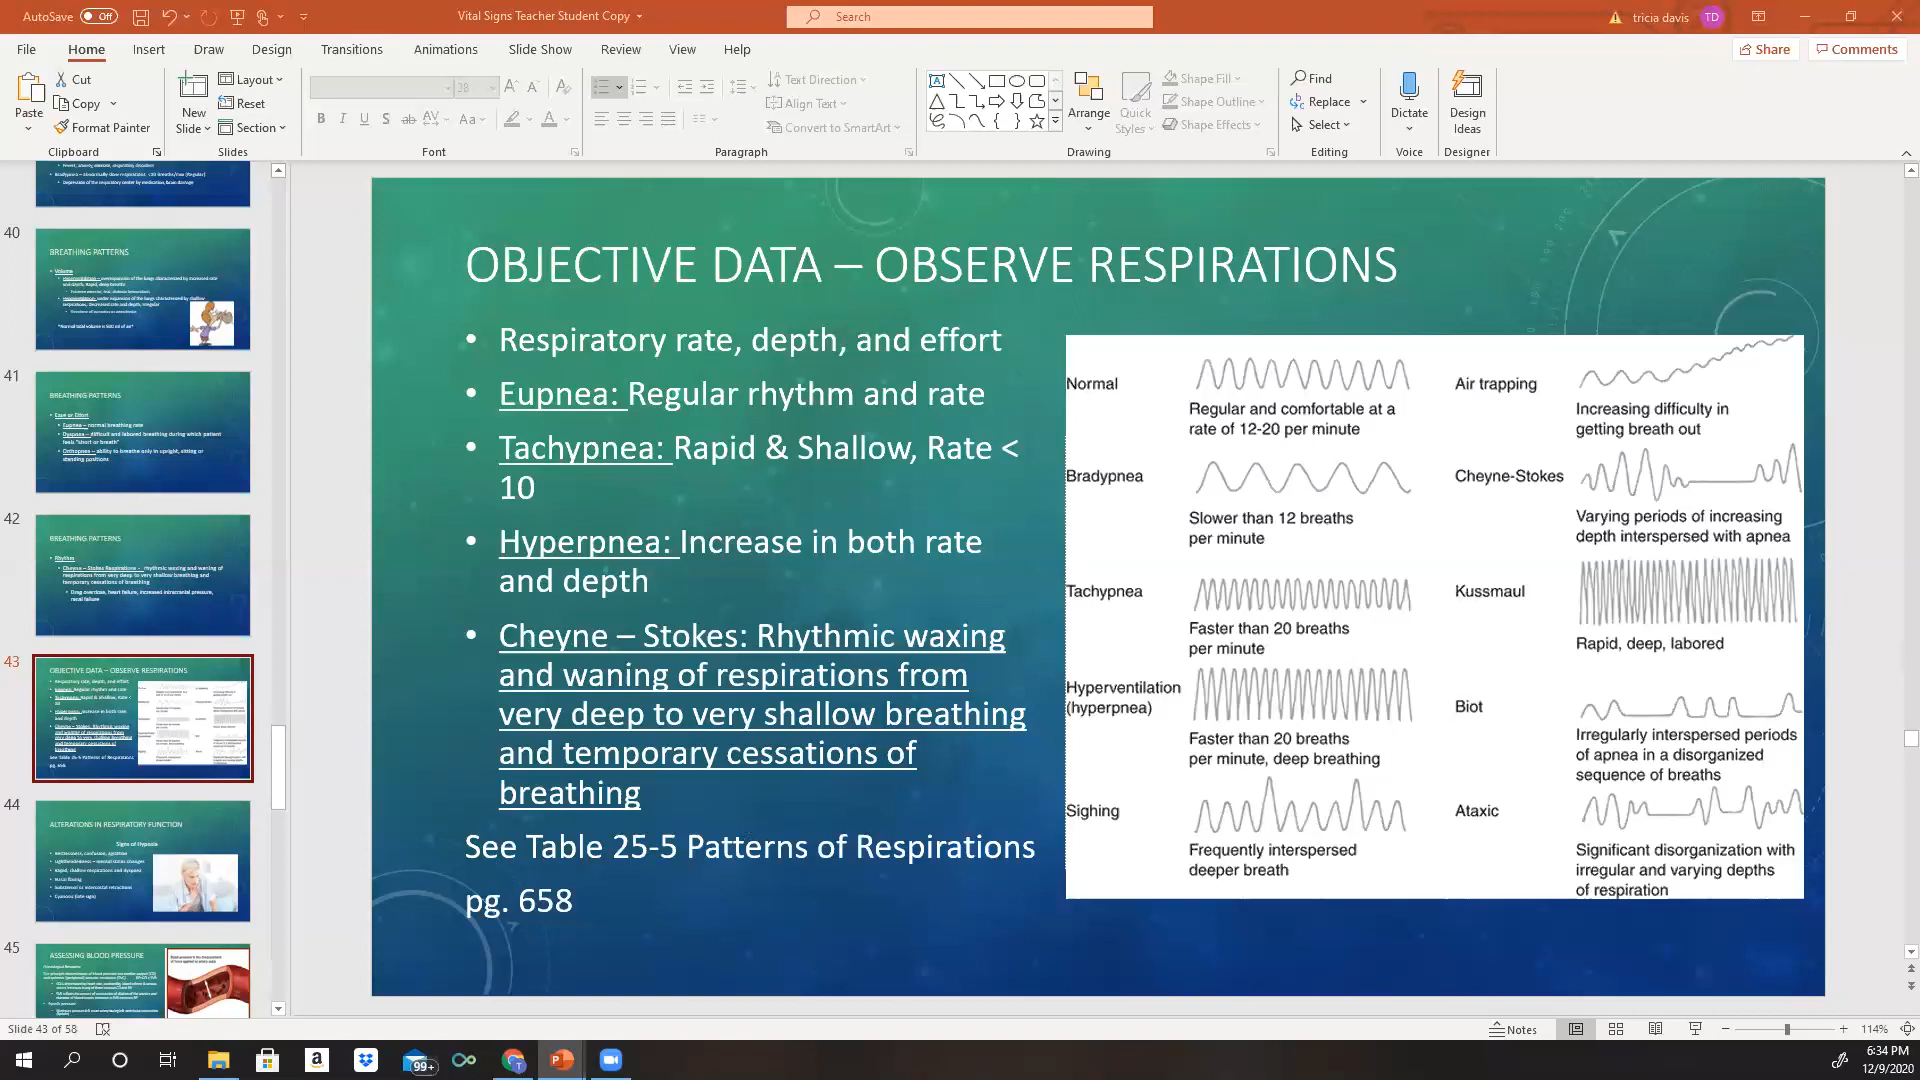 AutoSave Off
Vital Signs Teacher Student Copy
Search
tricia davis TD
File Home Insert Draw Design Transitions Animations Slide Show Review View Help
Share Comments
Paste
Cut
Copy
Format Painter
Clipboard
New Slide
Layout
Reset
Section
Slides
28
Font
Text Direction
Align Text
Convert to SmartArt
Paragraph
Arrange
Quick Styles
Shape Fill
Shape Outline
Shape Effects
Drawing
Find
Replace
Select
Editing
Dictate
Voice
Design Ideas
Designer
40
BREATHING PATTERNS
41
BREATHING PATTERNS
42
BREATHING PATTERNS
43
OBJECTIVE DATA – OBSERVE RESPIRATIONS
44
ALTERATIONS IN RESPIRATORY FUNCTION
Signs of Hypoxia
45
ASSESSING BLOOD PRESSURE
OBJECTIVE DATA – OBSERVE RESPIRATIONS
• Respiratory rate, depth, and effort
• Eupnea: Regular rhythm and rate
• Tachypnea: Rapid & Shallow, Rate <
10
• Hyperpnea: Increase in both rate
and depth
• Cheyne – Stokes: Rhythmic waxing
and waning of respirations from
very deep to very shallow breathing
and temporary cessations of
breathing
See Table 25-5 Patterns of Respirations
pg. 658
Normal
Regular and comfortable at a
rate of 12-20 per minute
Bradypnea
Slower than 12 breaths
per minute
Tachypnea
Faster than 20 breaths
per minute
Hyperventilation
(hyperpnea)
Faster than 20 breaths
per minute, deep breathing
Sighing
Frequently interspersed
deeper breath
Air trapping
Increasing difficulty in
getting breath out
Cheyne-Stokes
Varying periods of increasing
depth interspersed with apnea
Kussmaul
Rapid, deep, labored
Biot
Irregularly interspersed periods
of apnea in a disorganized
sequence of breaths
Ataxic
Significant disorganization with
irregular and varying depths
of respiration
Slide 43 of 58
Notes
114%
99+
6:34 PM
12/9/2020